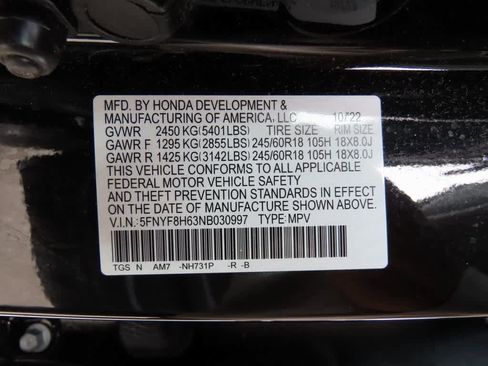 MFD. BY HONDA DEVELOPMENT &
MANUFACTURING OF AMERICA, LLC 10/22
GVWR 2450 KG(5401LBS) TIRE SIZE RIM SIZE
GAWR F 1295 KG(2855LBS) 245/60R18 105H 18X8.0J
GAWR R 1425 KG(3142LBS) 245/60R18 105H 18X8.0J
THIS VEHICLE CONFORMS TO ALL APPLICABLE
FEDERAL MOTOR VEHICLE SAFETY
AND THEFT PREVENTION STANDARDS IN EFFECT
ON THE DATE OF MANUFACTURE SHOWN ABOVE.
V.I.N.: 5FNYF8H63NB030997 TYPE: MPV
TGS N AM7 -NH731P -R -B